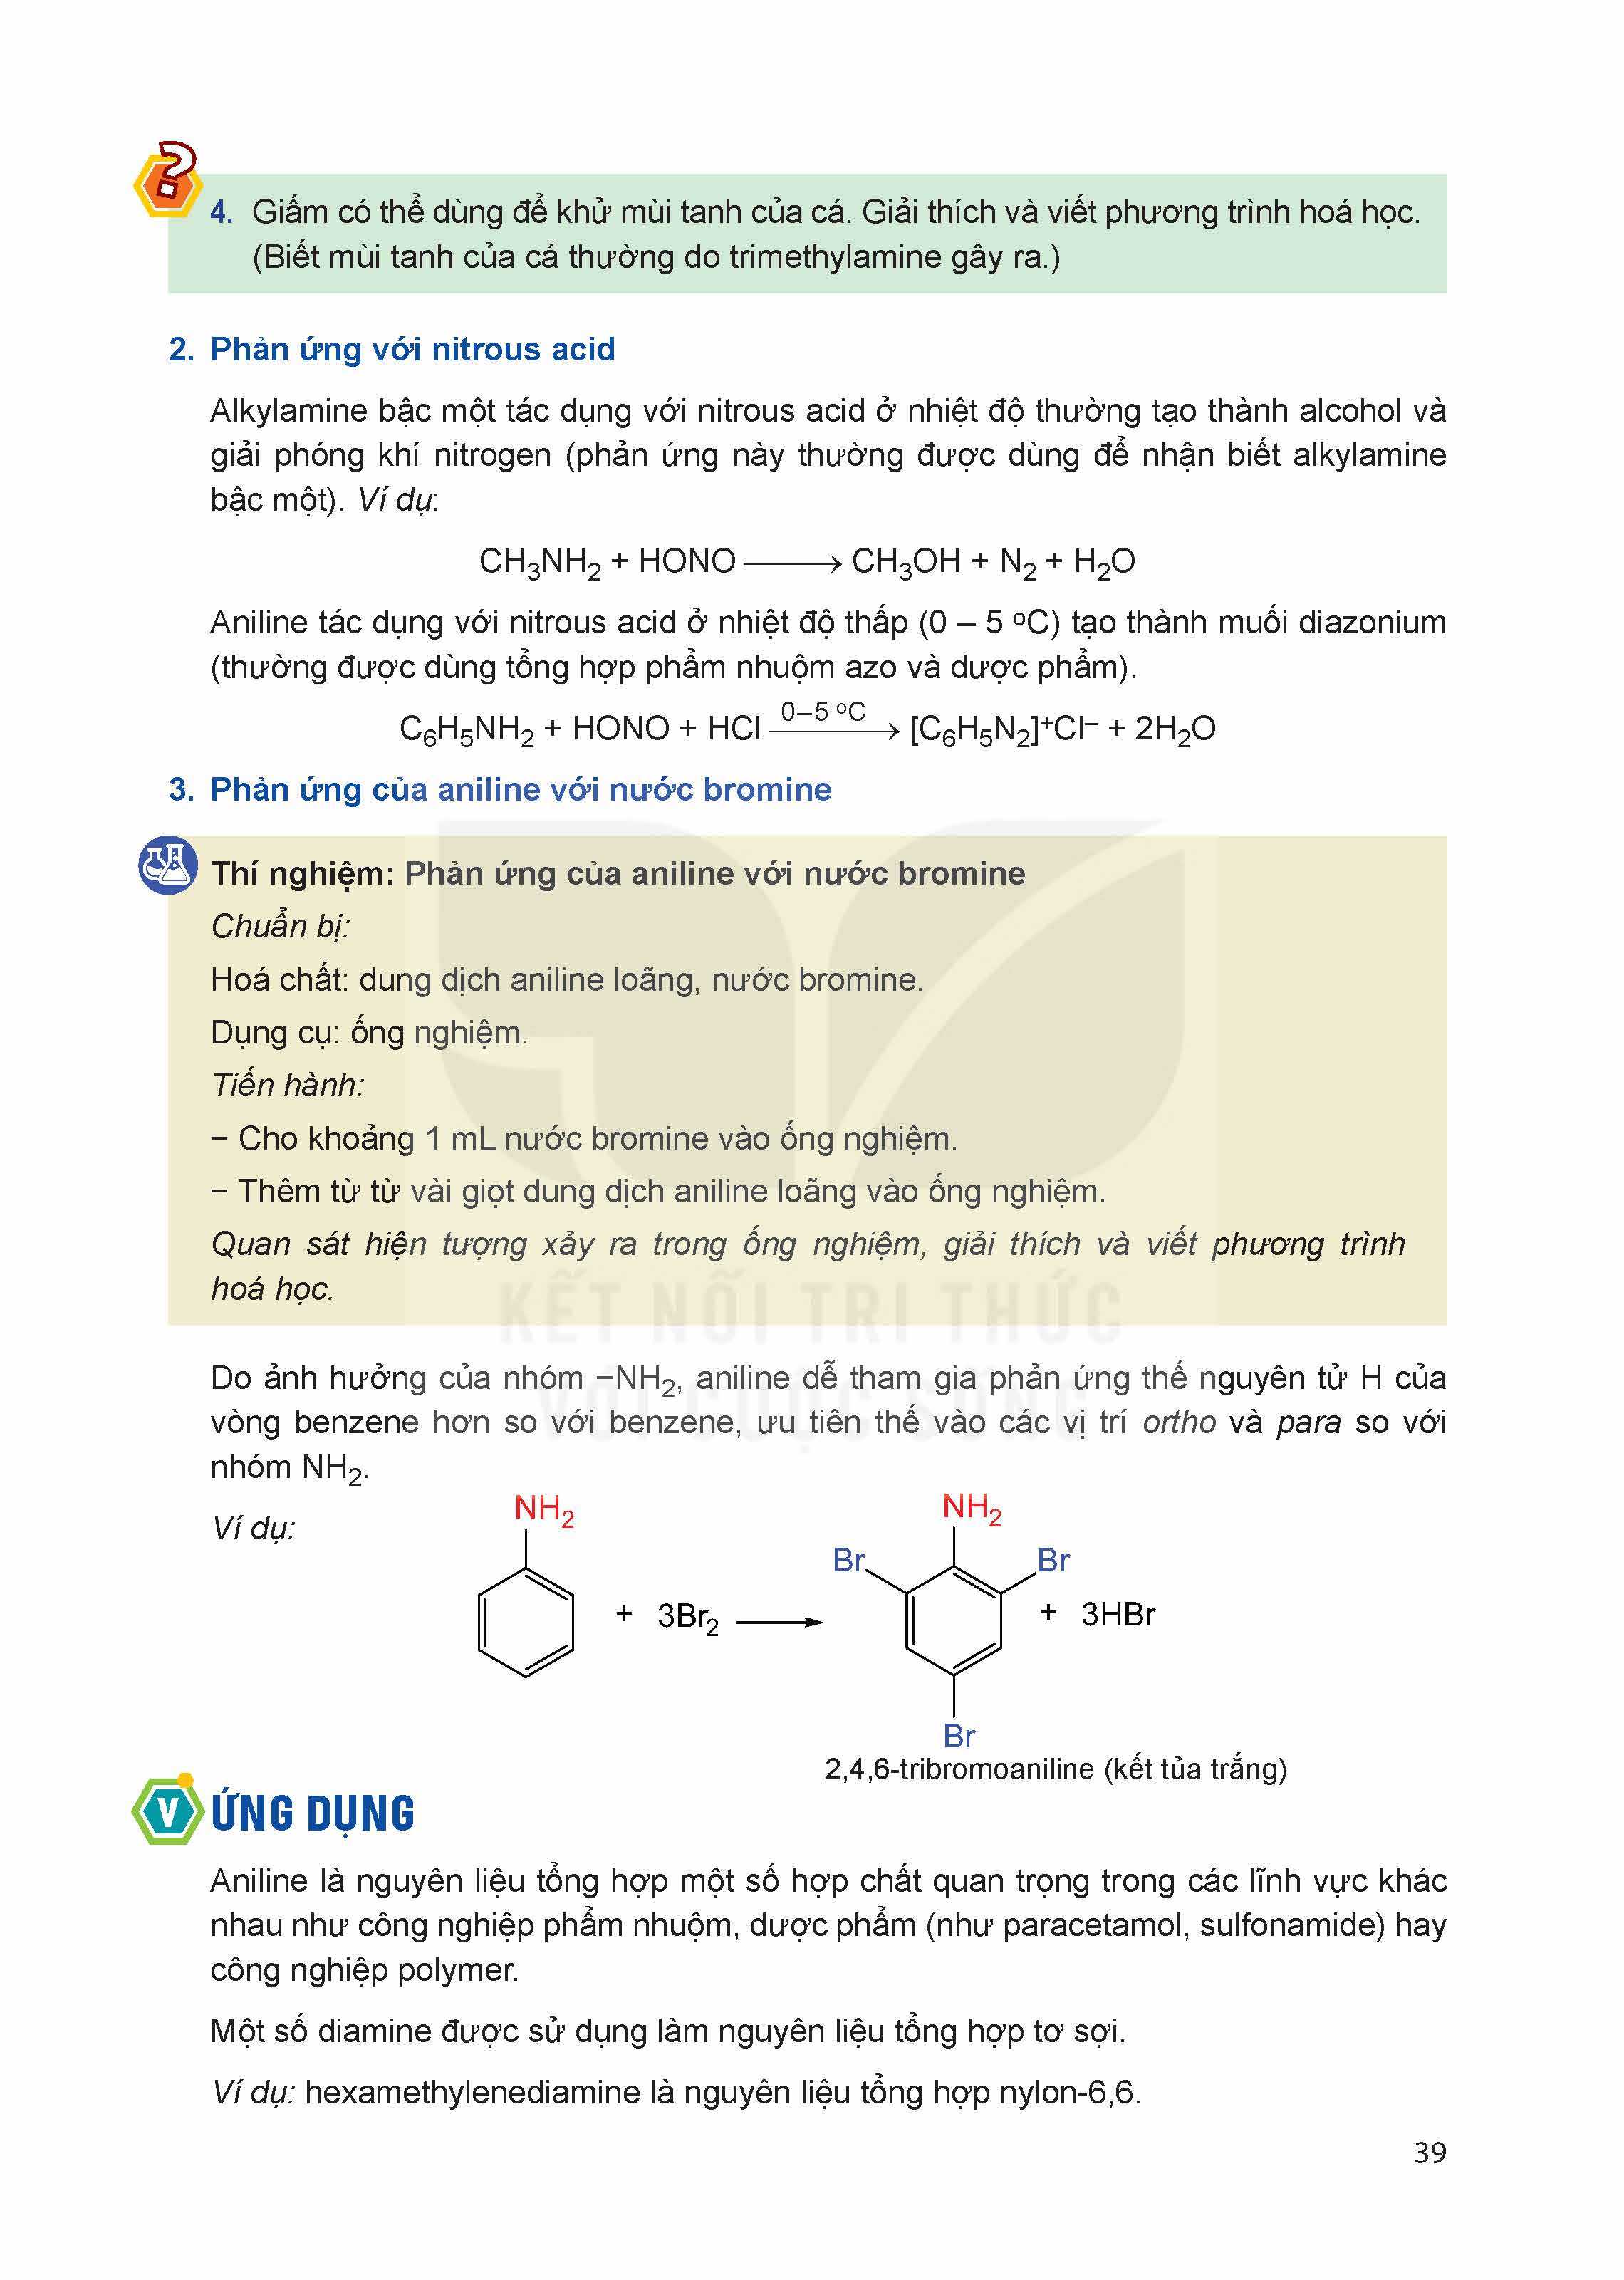 4. Giấm có thể dùng để khử mùi tanh của cá. Giải thích và viết phương trình hoá học.
(Biết mùi tanh của cá thường do trimethylamine gây ra.)
2. Phản ứng với nitrous acid
Alkylamine bậc một tác dụng với nitrous acid ở nhiệt độ thường tạo thành alcohol và
giải phóng khí nitrogen (phản ứng này thường được dùng để nhận biết alkylamine
bậc một). Ví dụ:
CH₃NH₂ + HONO ⟶ CH₃OH + N₂ + H₂O
Aniline tác dụng với nitrous acid ở nhiệt độ thấp (0 – 5 ºC) tạo thành muối diazonium
(thường được dùng tổng hợp phẩm nhuộm azo và dược phẩm).
0–5 ºC
C₆H₅NH₂ + HONO + HCl ⟶ [C₆H₅N₂]⁺Cl⁻ + 2H₂O
3. Phản ứng của aniline với nước bromine
Thí nghiệm: Phản ứng của aniline với nước bromine
Chuẩn bị:
Hoá chất: dung dịch aniline loãng, nước bromine.
Dụng cụ: ống nghiệm.
Tiến hành:
– Cho khoảng 1 mL nước bromine vào ống nghiệm.
– Thêm từ từ vài giọt dung dịch aniline loãng vào ống nghiệm.
Quan sát hiện tượng xảy ra trong ống nghiệm, giải thích và viết phương trình
hoá học.
KẾT NỐI TRI THỨC
VỚI CUỘC SỐNG
Do ảnh hưởng của nhóm –NH₂, aniline dễ tham gia phản ứng thế nguyên tử H của
vòng benzene hơn so với benzene, ưu tiên thế vào các vị trí ortho và para so với
nhóm NH₂.
Ví dụ:
NH₂ NH₂
Br Br
+ 3Br₂ ⟶ + 3HBr
Br
2,4,6-tribromoaniline (kết tủa trắng)
V ỨNG DỤNG
Aniline là nguyên liệu tổng hợp một số hợp chất quan trọng trong các lĩnh vực khác
nhau như công nghiệp phẩm nhuộm, dược phẩm (như paracetamol, sulfonamide) hay
công nghiệp polymer.
Một số diamine được sử dụng làm nguyên liệu tổng hợp tơ sợi.
Ví dụ: hexamethylenediamine là nguyên liệu tổng hợp nylon-6,6.
39